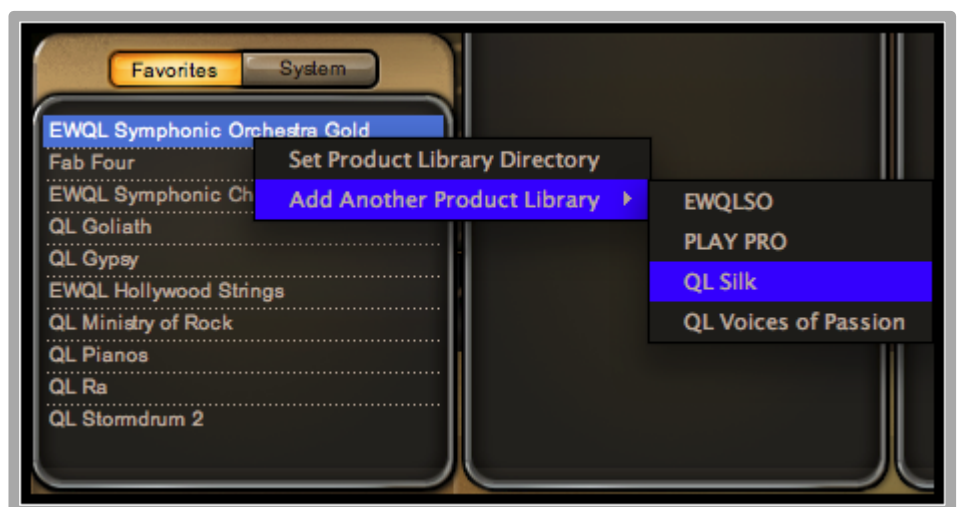 Favorites System
EWQL Symphonic Orchestra Gold
Fab Four
EWQL Symphonic Ch
QL Goliath
QL Gypsy
EWQL Hollywood Strings
QL Ministry of Rock
QL Pianos
QL Ra
QL Stormdrum 2
Set Product Library Directory
Add Another Product Library
EWQLSO
PLAY PRO
QL Silk
QL Voices of Passion